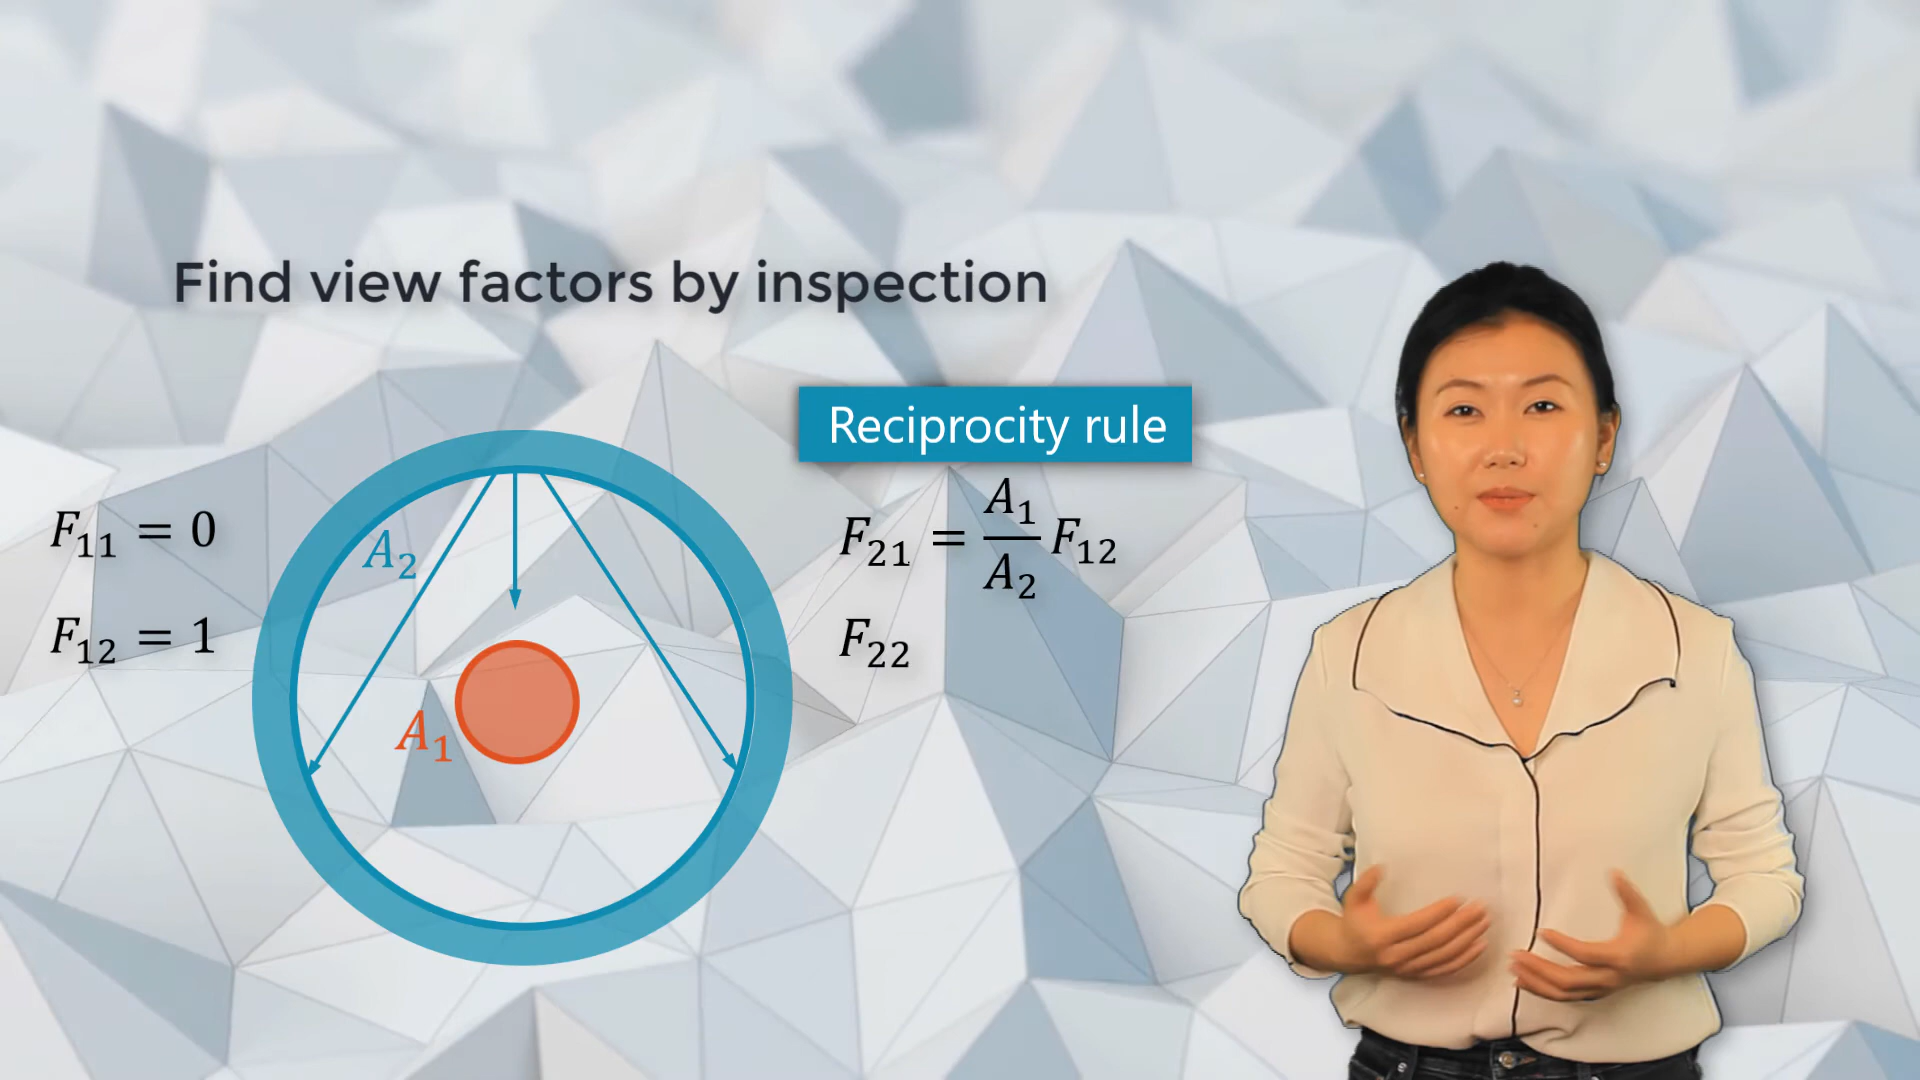 Find view factors by inspection
Reciprocity rule
F₁₁ = 0
F₁₂ = 1
A₂
A₁
F₂₁ = A₁/A₂ F₁₂
F₂₂